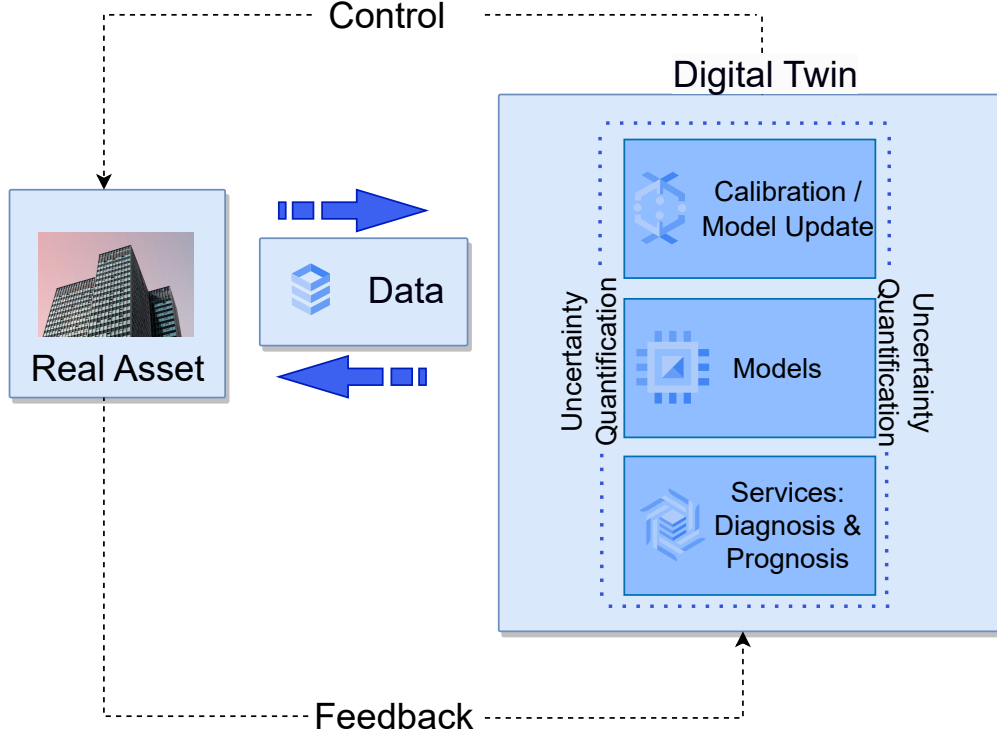 Control
Digital Twin
Calibration /
Model Update
Real Asset
Data
Uncertainty
Quantification
Models
Uncertainty
Quantification
Services:
Diagnosis &
Prognosis
Feedback